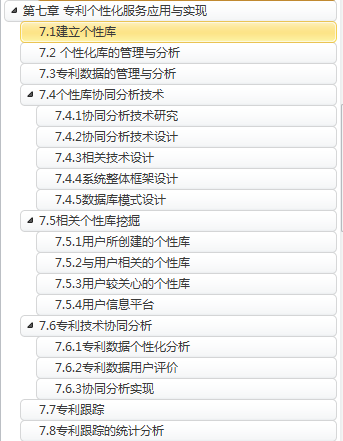 第七章 专利个性化服务应用与实现
7.1建立个性库
7.2 个性化库的管理与分析
7.3专利数据的管理与分析
7.4个性库协同分析技术
7.4.1协同分析技术研究
7.4.2协同分析技术设计
7.4.3相关技术设计
7.4.4系统整体框架设计
7.4.5数据库模式设计
7.5相关个性库挖掘
7.5.1用户所创建的个性库
7.5.2与用户相关的个性库
7.5.3用户较关心的个性库
7.5.4用户信息平台
7.6专利技术协同分析
7.6.1专利数据个性化分析
7.6.2专利数据用户评价
7.6.3协同分析实现
7.7专利跟踪
7.8专利跟踪的统计分析